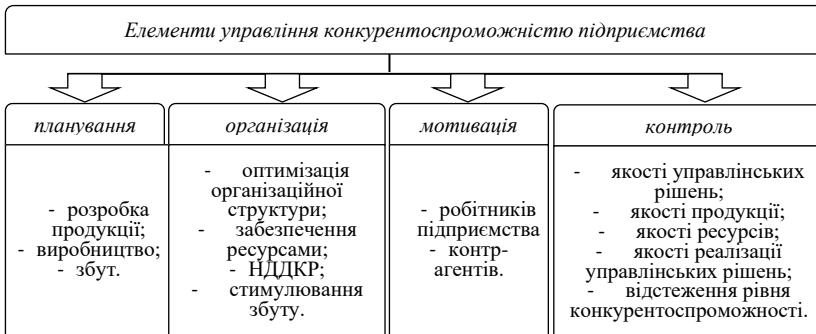 Елементи управління конкурентоспроможністю підприємства
планування
- розробка
продукції;
- виробництво;
- збут.
організація
- оптимізація
організаційної
структури;
- забезпечення
ресурсами;
- НДДКР;
- стимулювання
збуту.
мотивація
- робітників
підприємства
- контр-
агентів.
контроль
- якості управлінських
рішень;
- якості продукції;
- якості ресурсів;
- якості реалізації
управлінських рішень;
- відстеження рівня
конкурентоспроможності.